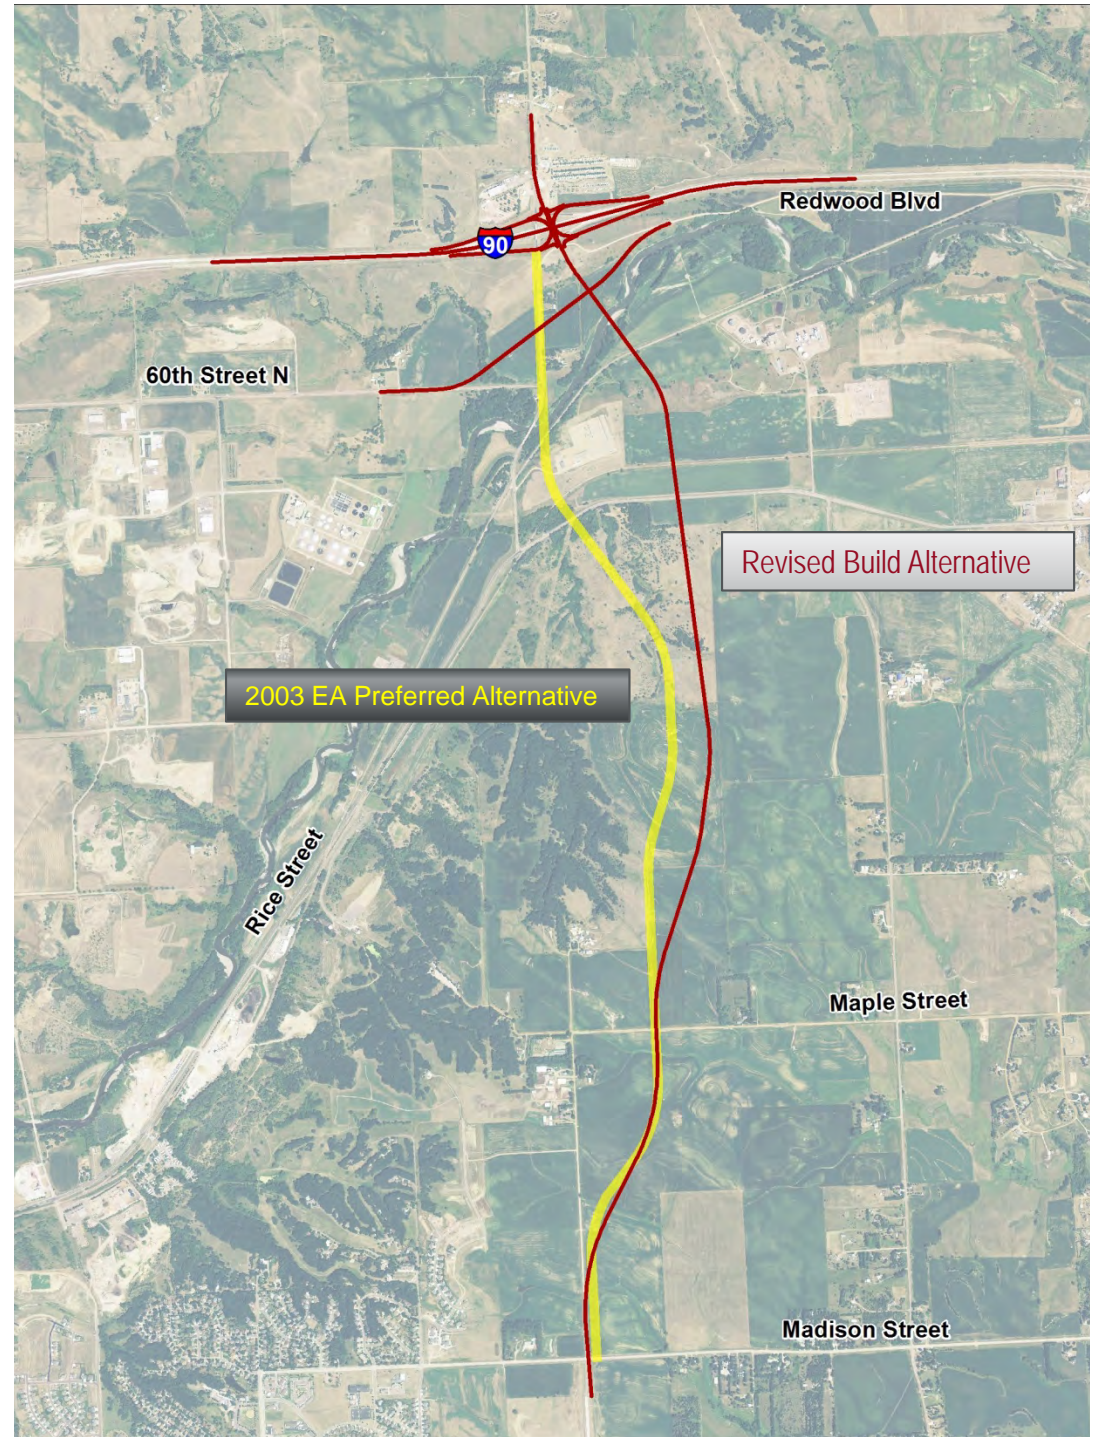 Redwood Blvd
90
60th Street N
Revised Build Alternative
2003 EA Preferred Alternative
Rice Street
Maple Street
Madison Street